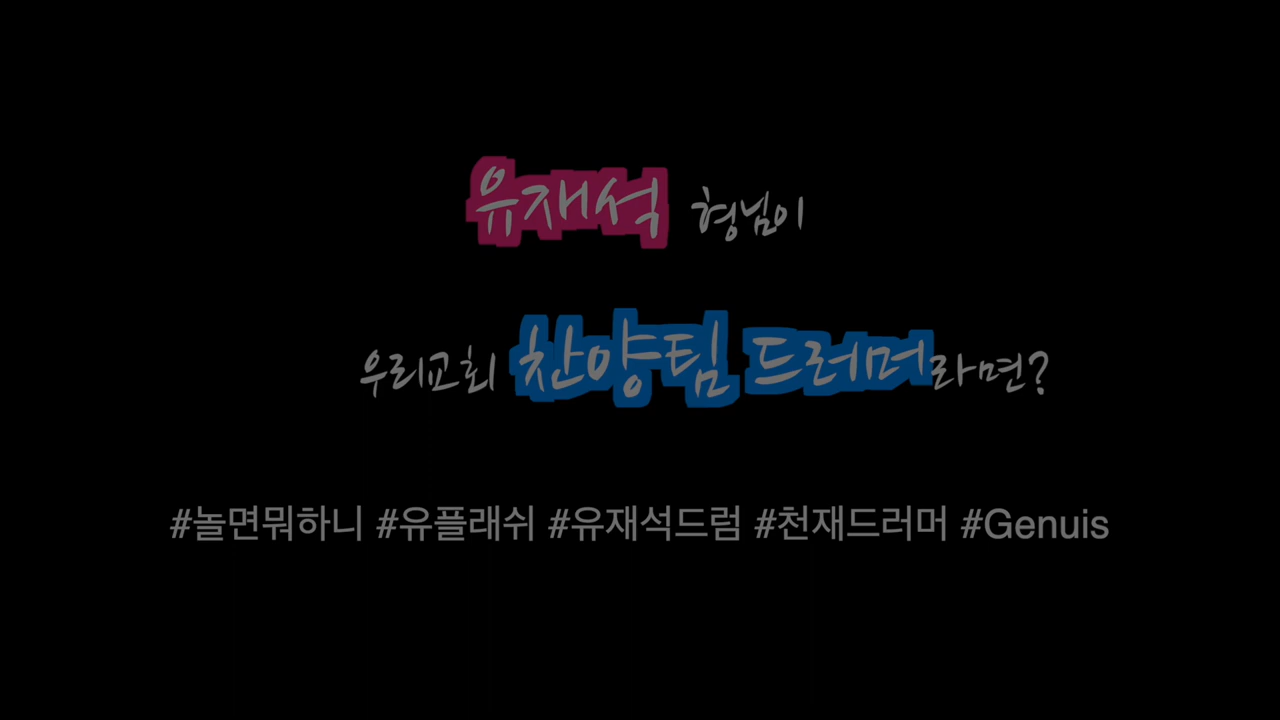 유재석 형님이
우리교회 찬양팀 드러머라면?
#놀면뭐하니 #유플래쉬 #유재석드럼 #천재드러머 #Genuis